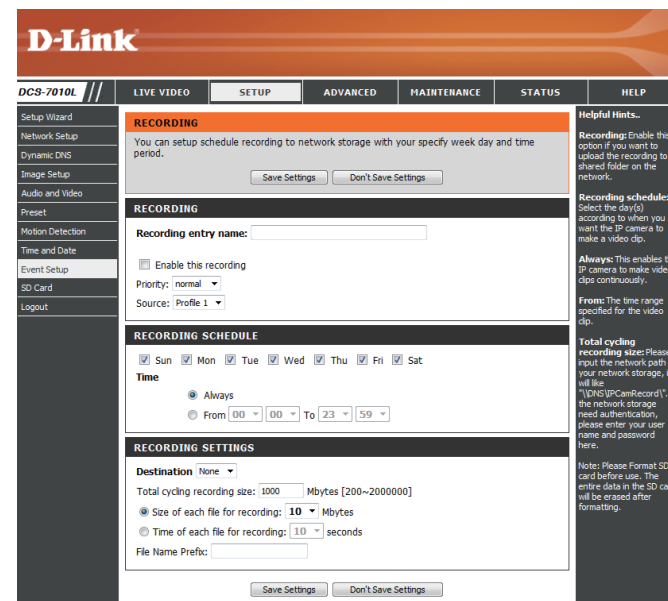 D-Link
DCS-7010L
LIVE VIDEO
SETUP
ADVANCED
MAINTENANCE
STATUS
HELP
Setup Wizard
Network Setup
Dynamic DNS
Image Setup
Audio and Video
Preset
Motion Detection
Time and Date
Event Setup
SD Card
Logout
RECORDING
You can setup schedule recording to network storage with your specify week day and time
period.
Save Settings Don't Save Settings
RECORDING
Recording entry name:
Enable this recording
Priority: normal
Source: Profile 1
RECORDING SCHEDULE
Sun Mon Tue Wed Thu Fri Sat
Time
Always
From 00 00 To 23 59
RECORDING SETTINGS
Destination None
Total cycling recording size: 1000 Mbytes [200~2000000]
Size of each file for recording: 10 Mbytes
Time of each file for recording: 10 seconds
File Name Prefix:
Save Settings Don't Save Settings
Helpful Hints..
Recording: Enable this
option if you want to
upload the recording to
shared folder on the
network.
Recording schedule:
Select the day(s)
according to when you
want the IP camera to
make a video clip.
Always: This enables
IP camera to make
clips continuously.
From: The time range
specified for the video
clip.
Total cycling
recording size: Please
input the network path
your network storage,
will like
"\\DNS\IPCamRecord\".
the network storage
need authentication,
please enter your user
name and password
here.
Note: Please Format SD
card before use. The
entire data in the SD
will be erased after
formatting.